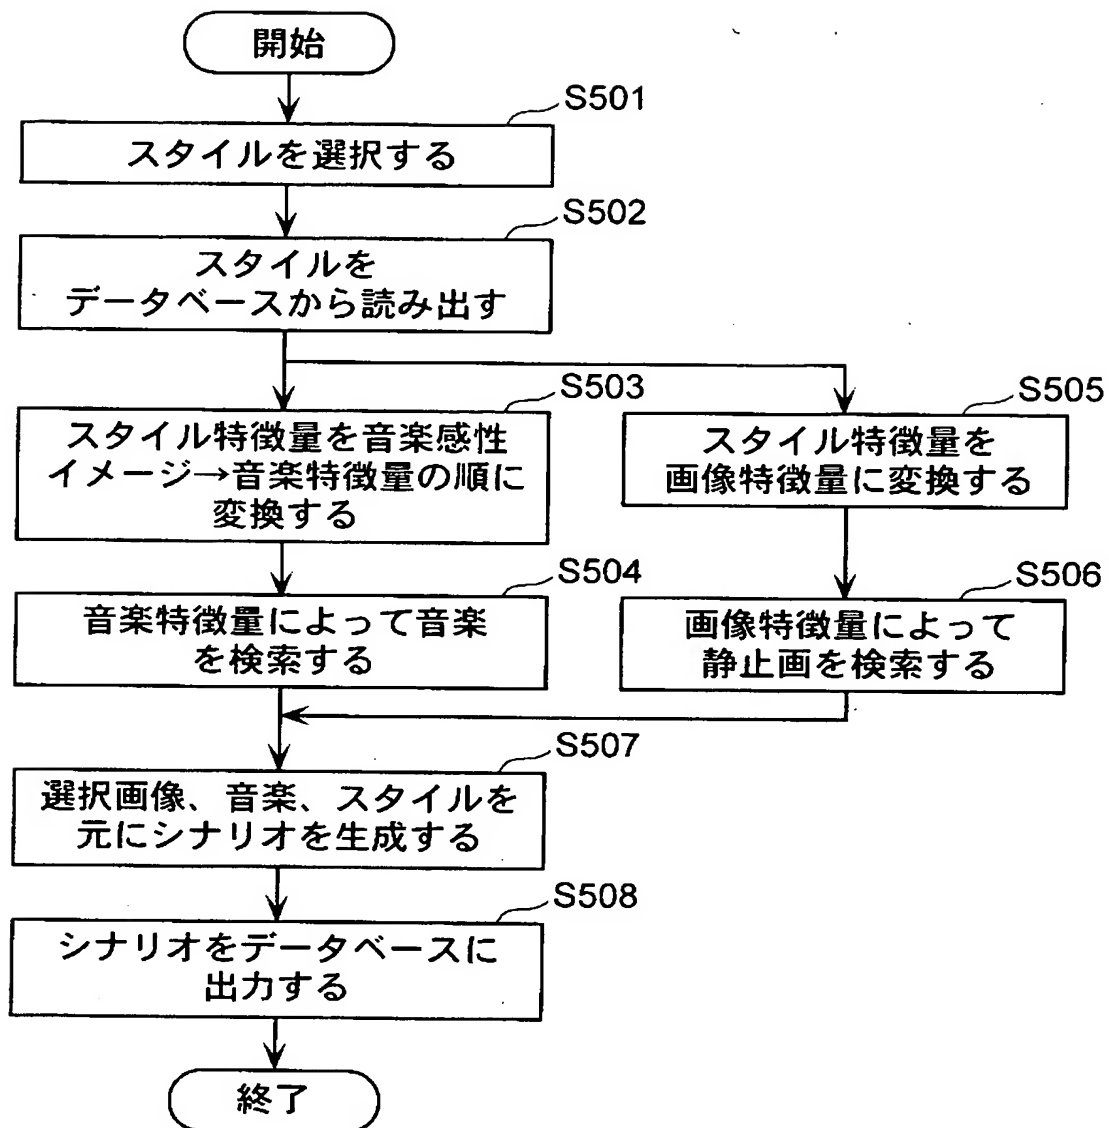 開始
S501
スタイルを選択する
S502
スタイルを
データベースから読み出す
S503
スタイル特徴量を音楽感性
イメージ→音楽特徴量の順に
変換する
S505
スタイル特徴量を
画像特徴量に変換する
S504
音楽特徴量によって音楽
を検索する
S506
画像特徴量によって
静止画を検索する
S507
選択画像、音楽、スタイルを
元にシナリオを生成する
S508
シナリオをデータベースに
出力する
終了